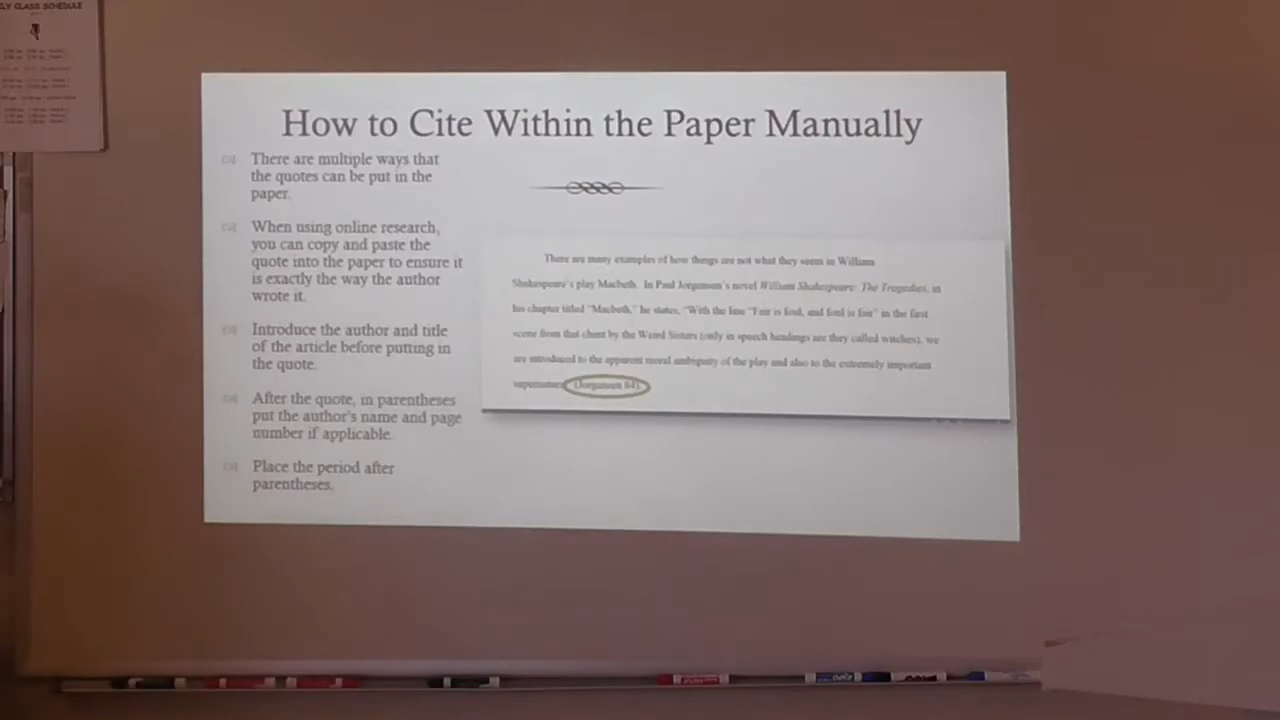 LY CLASS SCHEDULE
How to Cite Within the Paper Manually
There are multiple ways that
the quotes can be put in the
paper.
When using online research,
you can copy and paste the
quote into the paper to ensure it
is exactly the way the author
wrote it.
Introduce the author and title
of the article before putting in
the quote.
After the quote, in parentheses
put the author's name and page
number if applicable.
Place the period after
parentheses.
There are many examples of how things are not what they seem in William
Shakespeare's play Macbeth. In Paul Jorgensen's novel William Shakespeare: The Tragedies, in
his chapter titled "Macbeth," he states, "With the line "Fair is foul, and foul is fair" in the first
scene from that chant by the Weird Sisters (only in speech headings are they called witches), we
are introduced to the apparent moral ambiguity of the play and also to the extremely important
(Jorgensen 64).